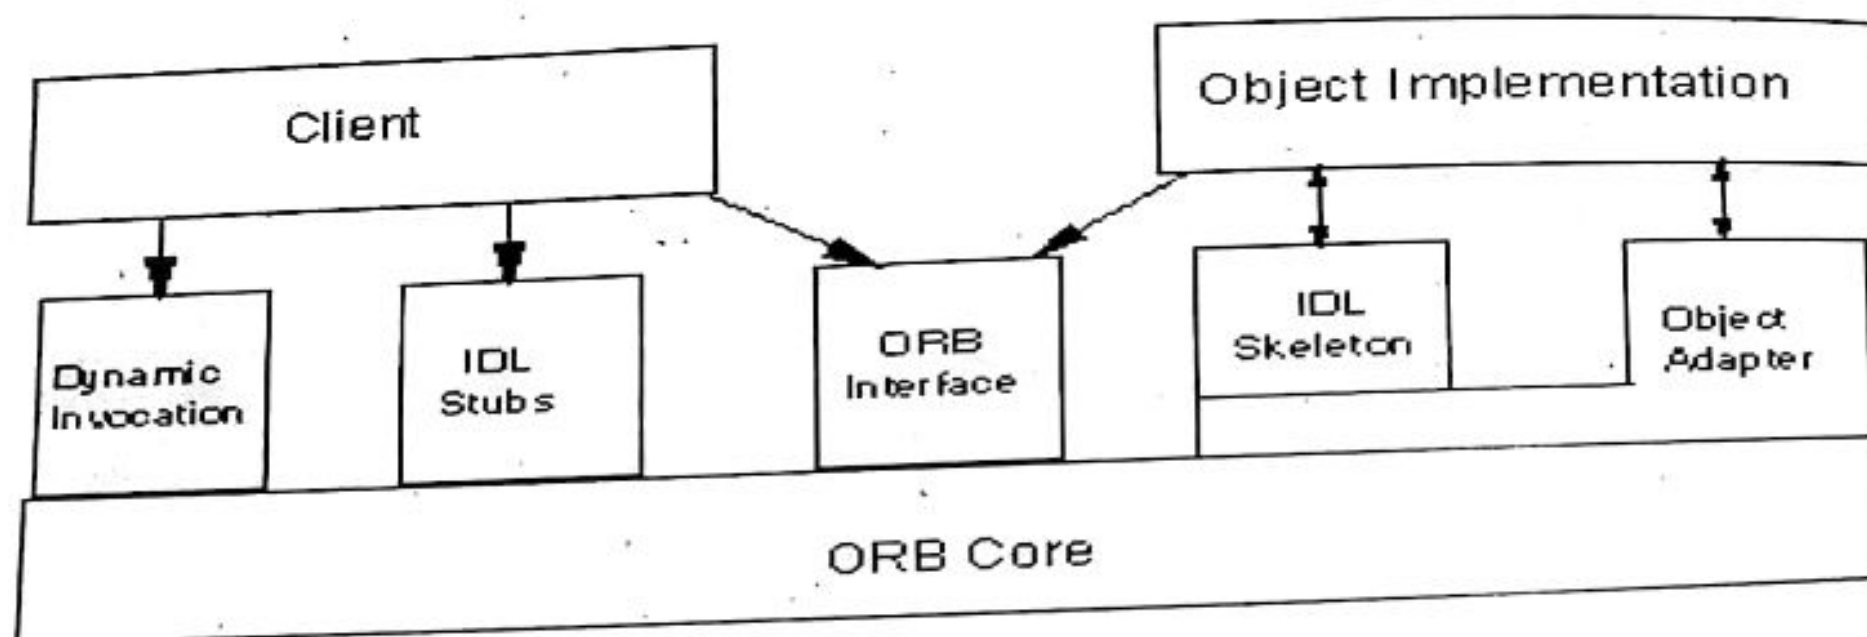 Client
Object Implementation
Dynamic
Invocation
IDL
Stubs
ORB
Interface
IDL
Skeleton
Object
Adapter
ORB Core